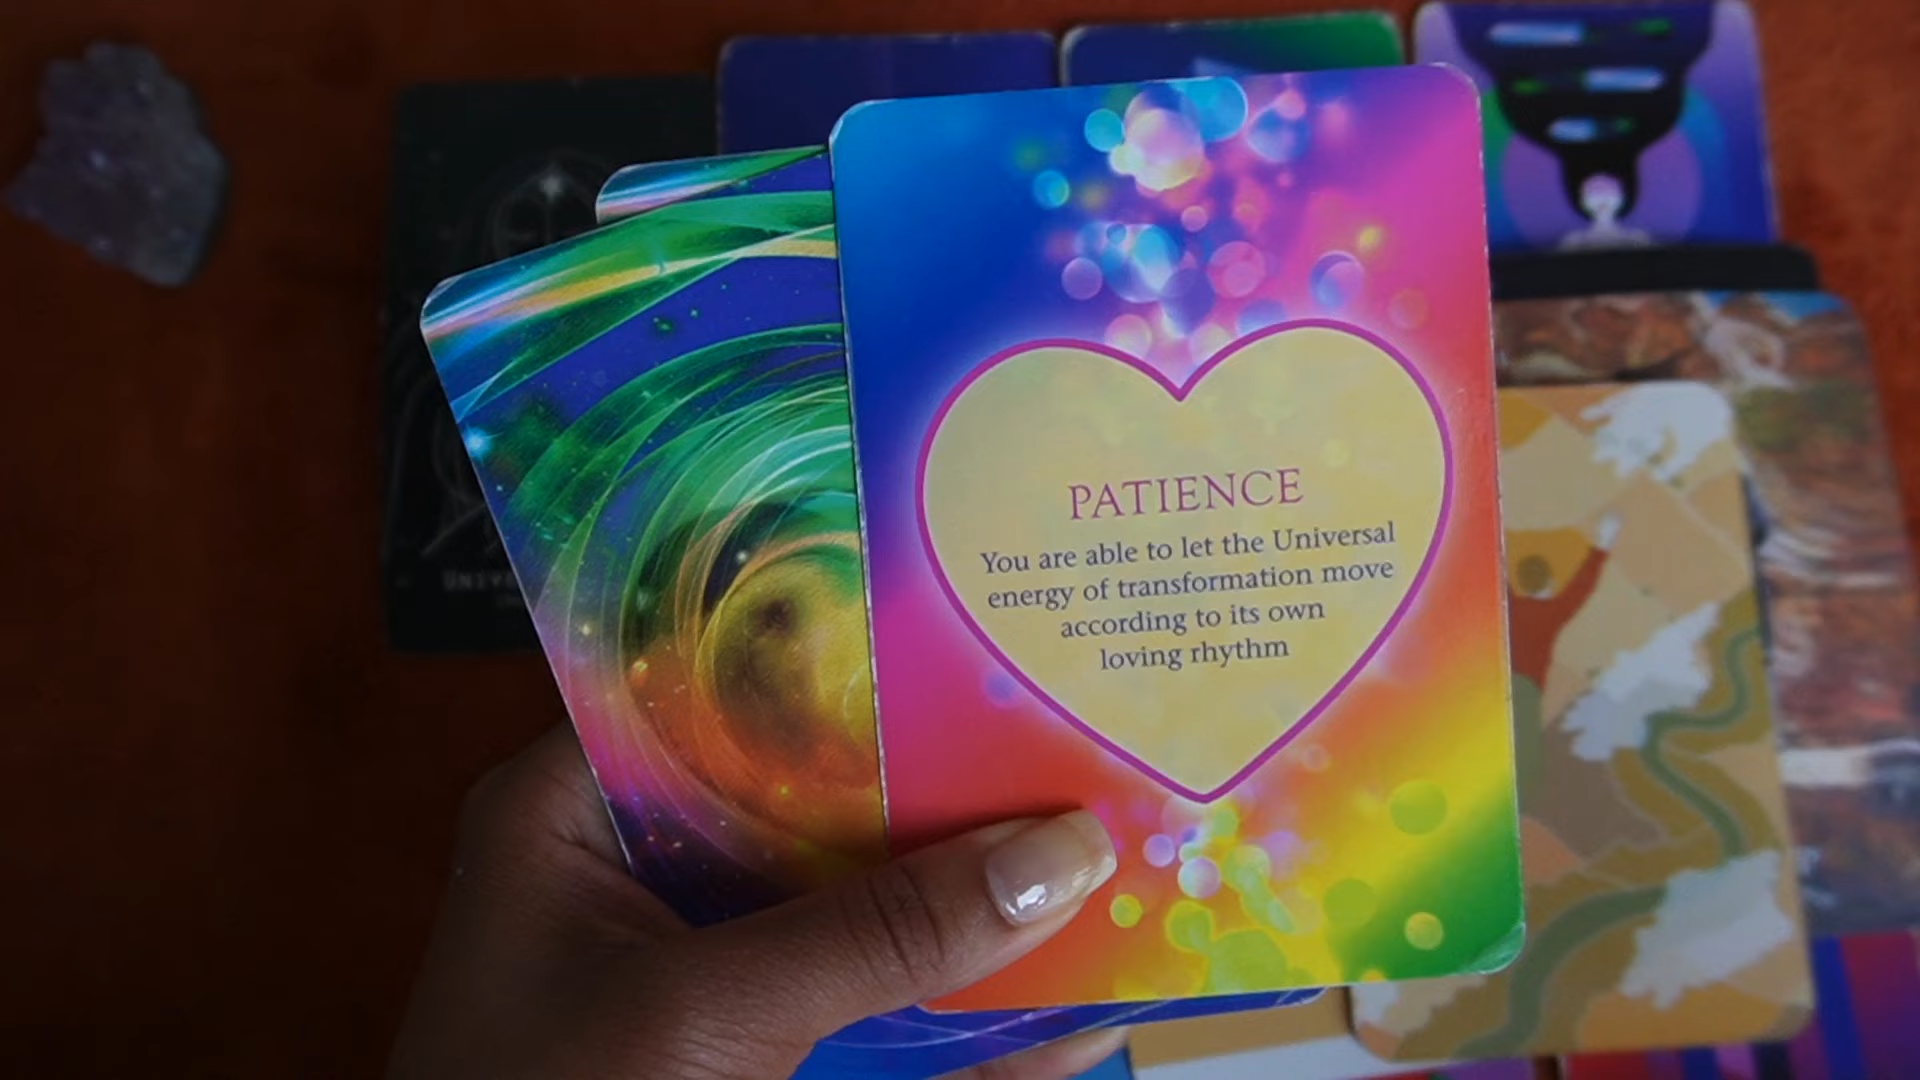 PATIENCE
You are able to let the Universal
energy of transformation move
according to its own
loving rhythm